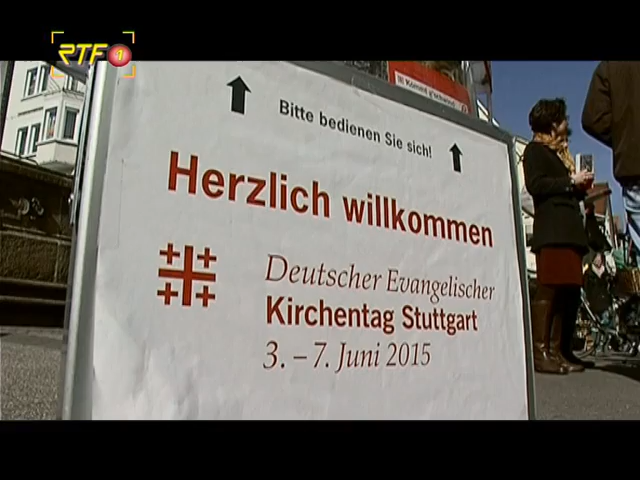 RTF 1
Bitte bedienen Sie sich!
Herzlich willkommen
Deutscher Evangelischer
Kirchentag Stuttgart
3. – 7. Juni 2015